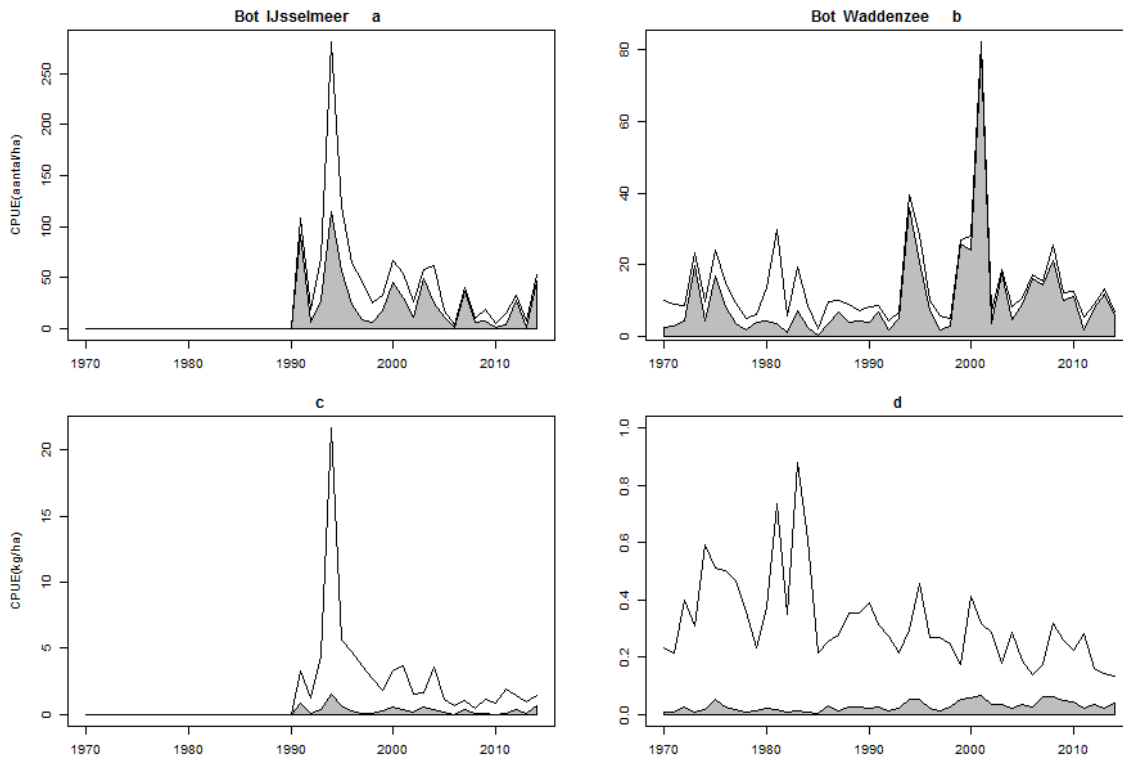 Bot IJsselmeer a
CPUE(aantal/ha)
0 50 100 150 200 250
1970 1980 1990 2000 2010
Bot Waddenzee b
0 20 40 60 80
1970 1980 1990 2000 2010
c
CPUE(kg/ha)
0 5 10 15 20
1970 1980 1990 2000 2010
d
0.0 0.2 0.4 0.6 0.8 1.0
1970 1980 1990 2000 2010